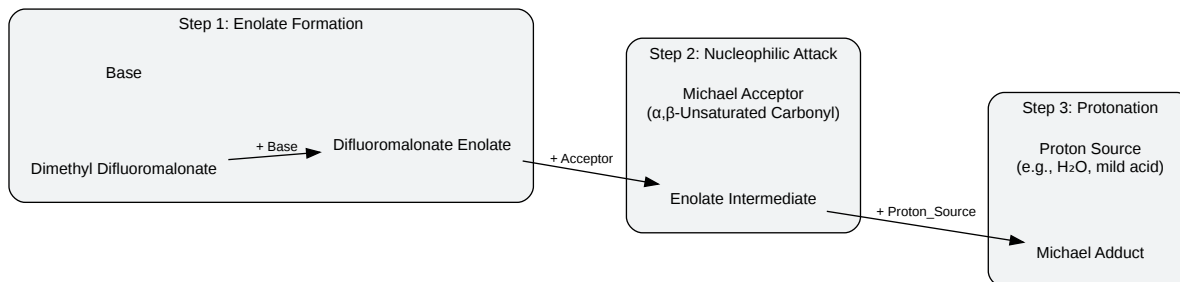 Step 1: Enolate Formation
Base
+ Base
Dimethyl Difluoromalonate
Difluoromalonate Enolate
+ Acceptor
Step 2: Nucleophilic Attack
Michael Acceptor
(α,β-Unsaturated Carbonyl)
Enolate Intermediate
+ Proton_Source
Step 3: Protonation
Proton Source
(e.g., H₂O, mild acid)
Michael Adduct